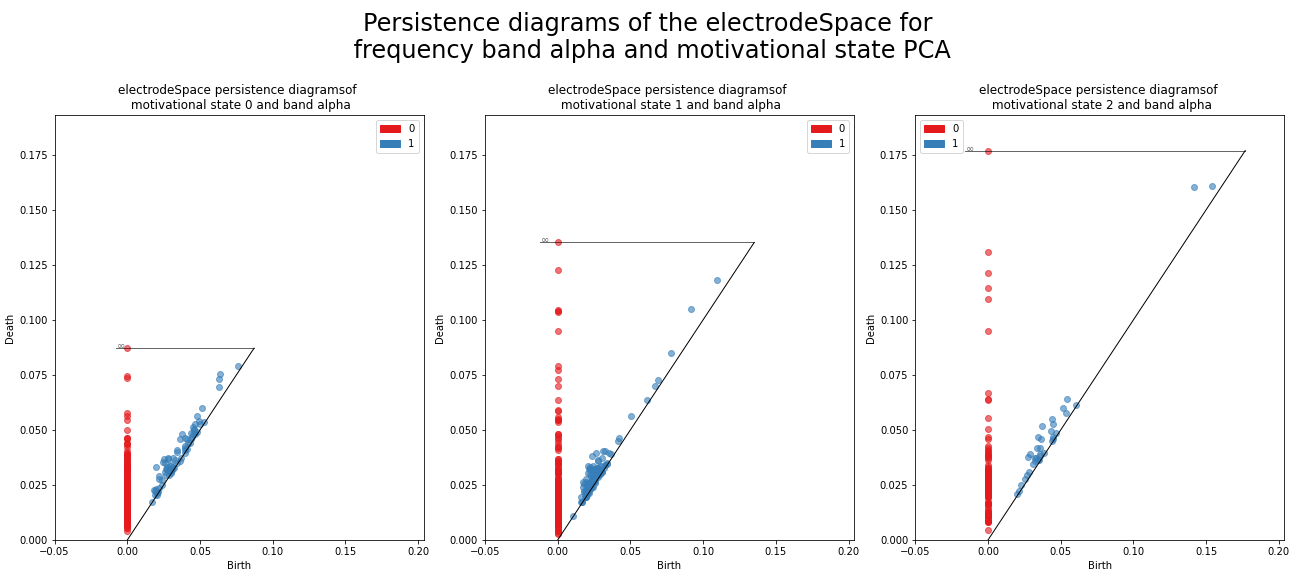 Persistence diagrams of the electrodeSpace for
frequency band alpha and motivational state PCA
electrodeSpace persistence diagramsof
motivational state 0 and band alpha
0
1
∞
0.175
0.150
0.125
0.100
0.075
0.050
0.025
0.000
Death
−0.05 0.00 0.05 0.10 0.15 0.20
Birth
electrodeSpace persistence diagramsof
motivational state 1 and band alpha
0
1
∞
0.175
0.150
0.125
0.100
0.075
0.050
0.025
0.000
Death
−0.05 0.00 0.05 0.10 0.15 0.20
Birth
electrodeSpace persistence diagramsof
motivational state 2 and band alpha
0
1
∞
0.175
0.150
0.125
0.100
0.075
0.050
0.025
0.000
Death
−0.05 0.00 0.05 0.10 0.15 0.20
Birth